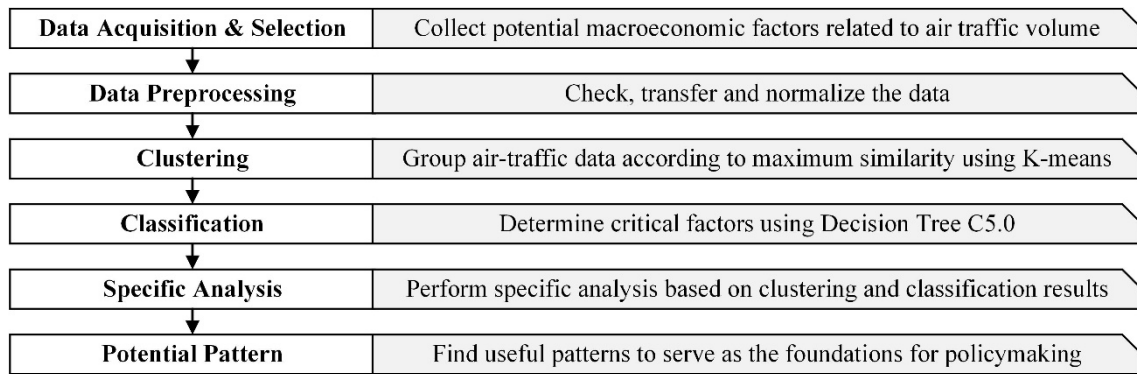 Data Acquisition & Selection
Collect potential macroeconomic factors related to air traffic volume
Data Preprocessing
Check, transfer and normalize the data
Clustering
Group air-traffic data according to maximum similarity using K-means
Classification
Determine critical factors using Decision Tree C5.0
Specific Analysis
Perform specific analysis based on clustering and classification results
Potential Pattern
Find useful patterns to serve as the foundations for policymaking